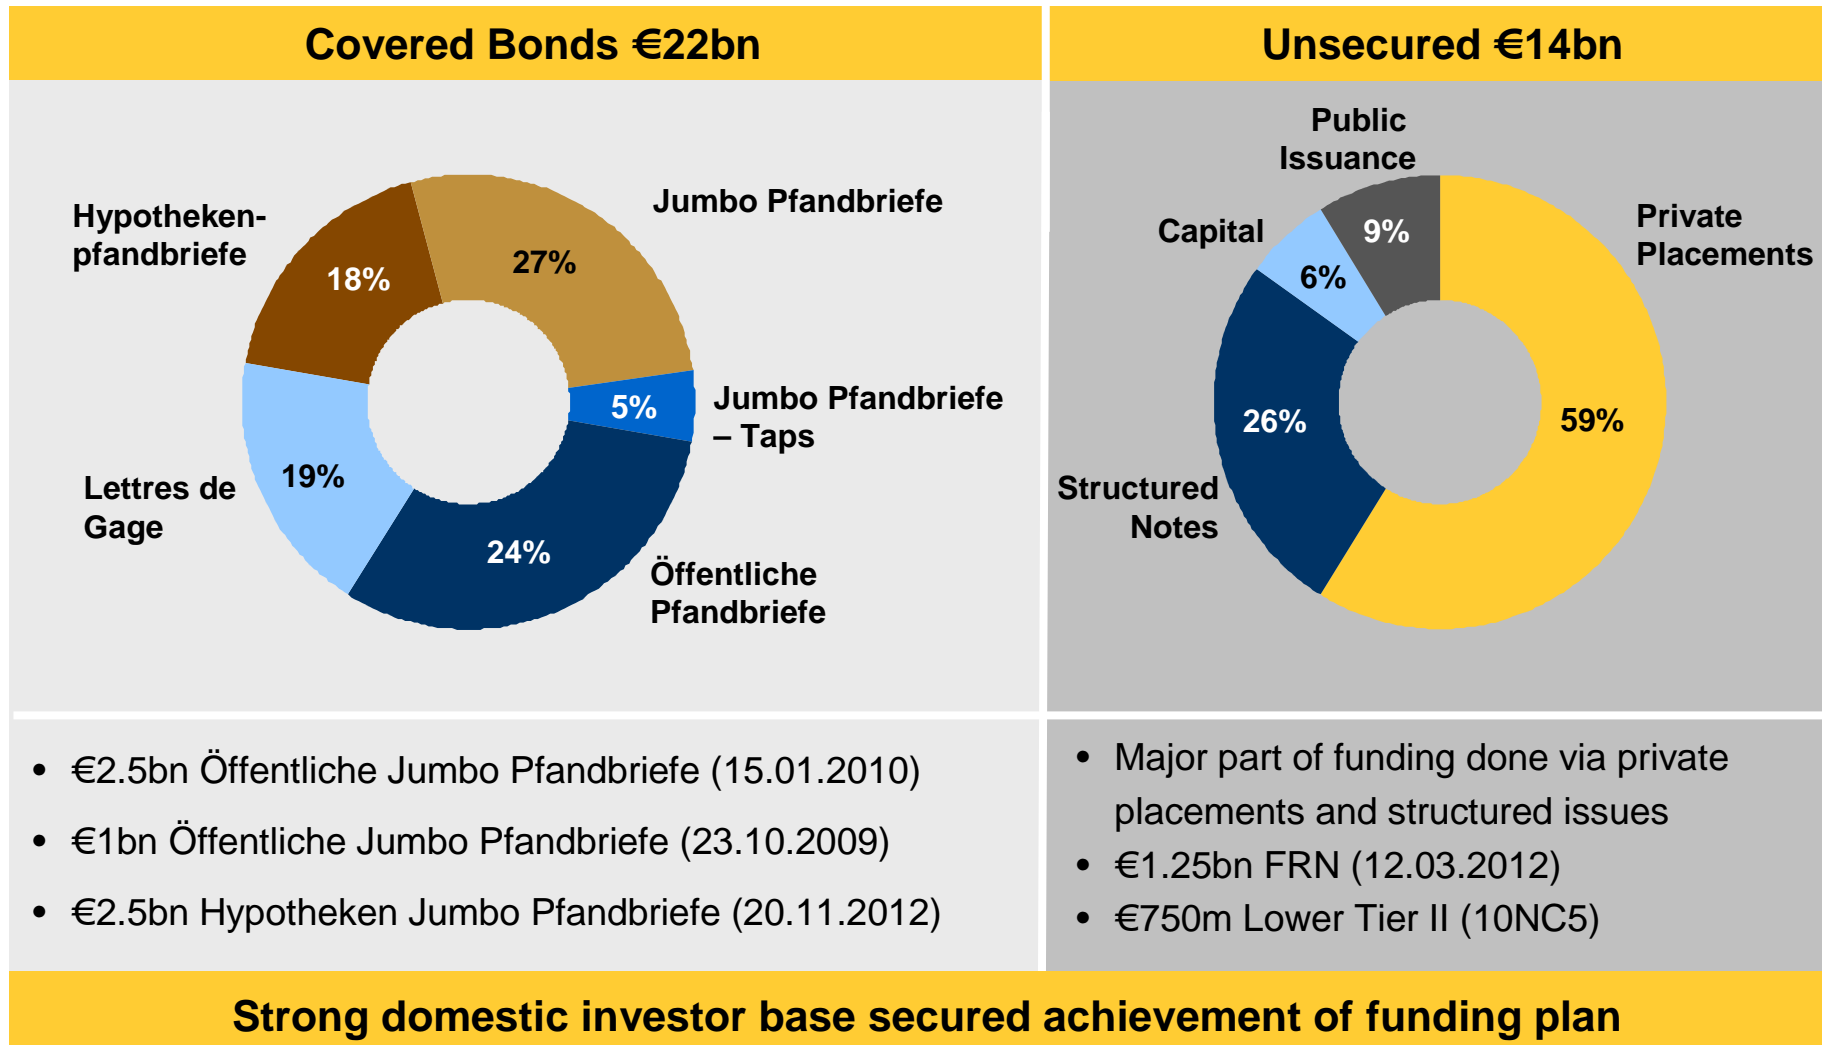 Covered Bonds €22bn
Hypotheken-
pfandbriefe
18%
27%
Jumbo Pfandbriefe
5%
Jumbo Pfandbriefe
– Taps
Lettres de
Gage
19%
24%
Öffentliche
Pfandbriefe
• €2.5bn Öffentliche Jumbo Pfandbriefe (15.01.2010)
• €1bn Öffentliche Jumbo Pfandbriefe (23.10.2009)
• €2.5bn Hypotheken Jumbo Pfandbriefe (20.11.2012)
Unsecured €14bn
Public
Issuance
Capital
9%
6%
Private
Placements
26%
59%
Structured
Notes
• Major part of funding done via private
placements and structured issues
• €1.25bn FRN (12.03.2012)
• €750m Lower Tier II (10NC5)
Strong domestic investor base secured achievement of funding plan